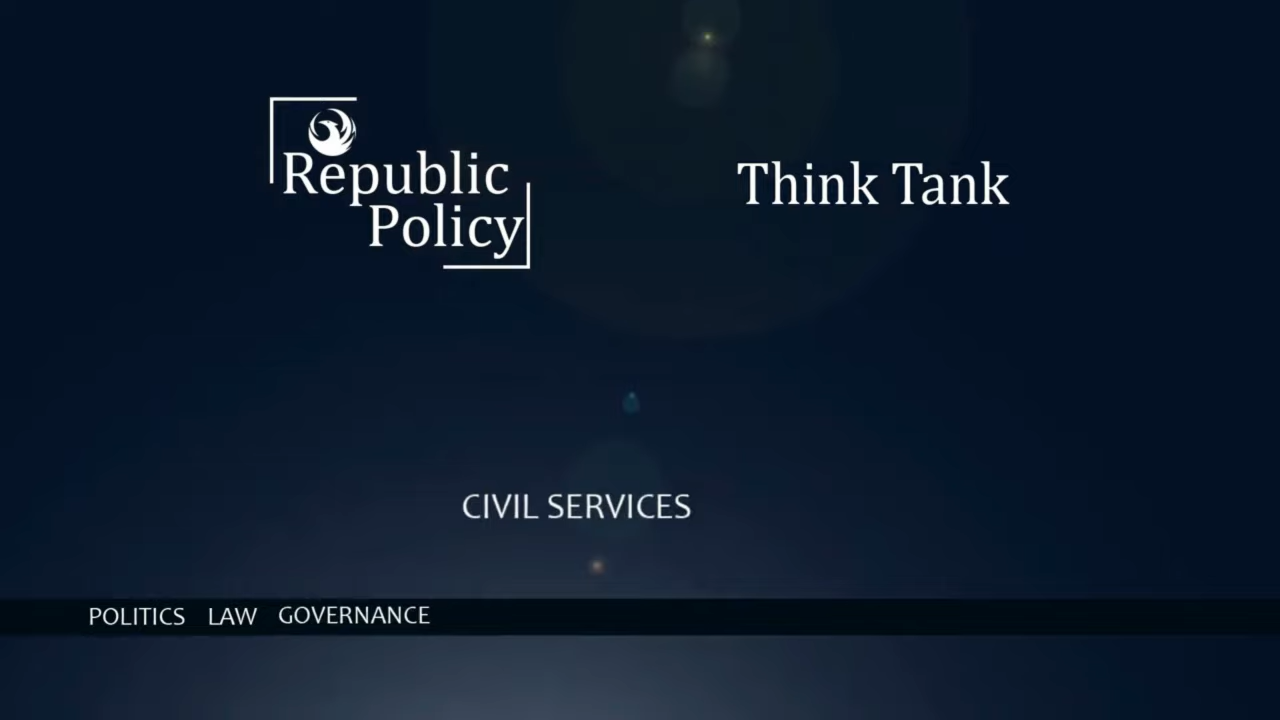 Republic
Policy
Think Tank
CIVIL SERVICES
POLITICS LAW GOVERNANCE